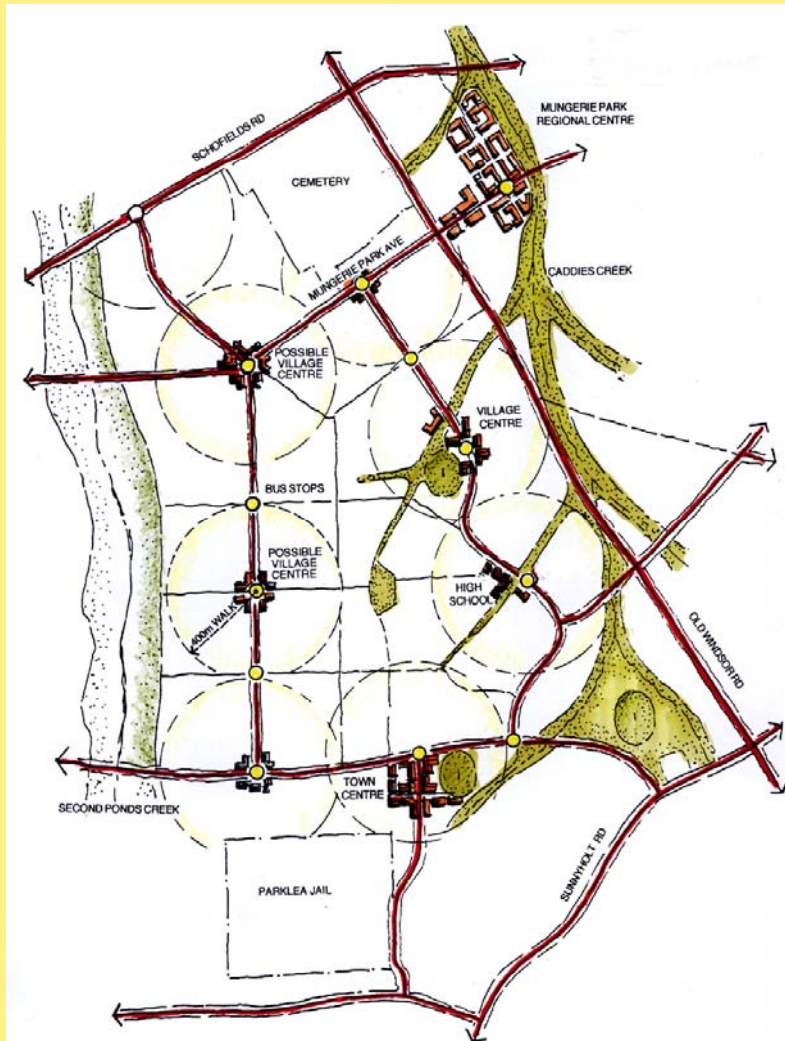 MUNGERIE PARK
REGIONAL CENTRE
SCHOFIELDS RD
CEMETERY
MUNGERIE PARK AVE
CADDIES CREEK
POSSIBLE
VILLAGE
CENTRE
VILLAGE
CENTRE
BUS STOPS
POSSIBLE
VILLAGE
CENTRE
400m WALK
HIGH
SCHOOL
OLD WINDSOR RD
SECOND PONDS CREEK
TOWN
CENTRE
SUNNYHOLT RD
PARKLEA JAIL